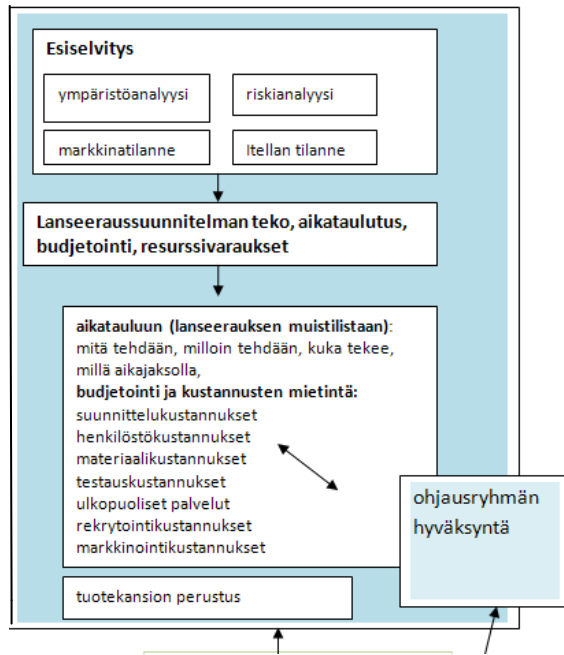 Esiselvitys
ympäristöanalyysi
riskianalyysi
markkinatilanne
Itellan tilanne
Lanseeraussuunnitelman teko, aikataulutus,
budjetointi, resurssivaraukset
aikatauluun (lanseerauksen muistilistaan):
mitä tehdään, milloin tehdään, kuka tekee,
millä aikajaksolla,
budjetointi ja kustannusten mietintä:
suunnittelukustannukset
henkilöstökustannukset
materiaalikustannukset
testauskustannukset
ulkopuoliset palvelut
rekrytointikustannukset
markkinointikustannukset
ohjausryhmän
hyväksyntä
tuotekansion perustus